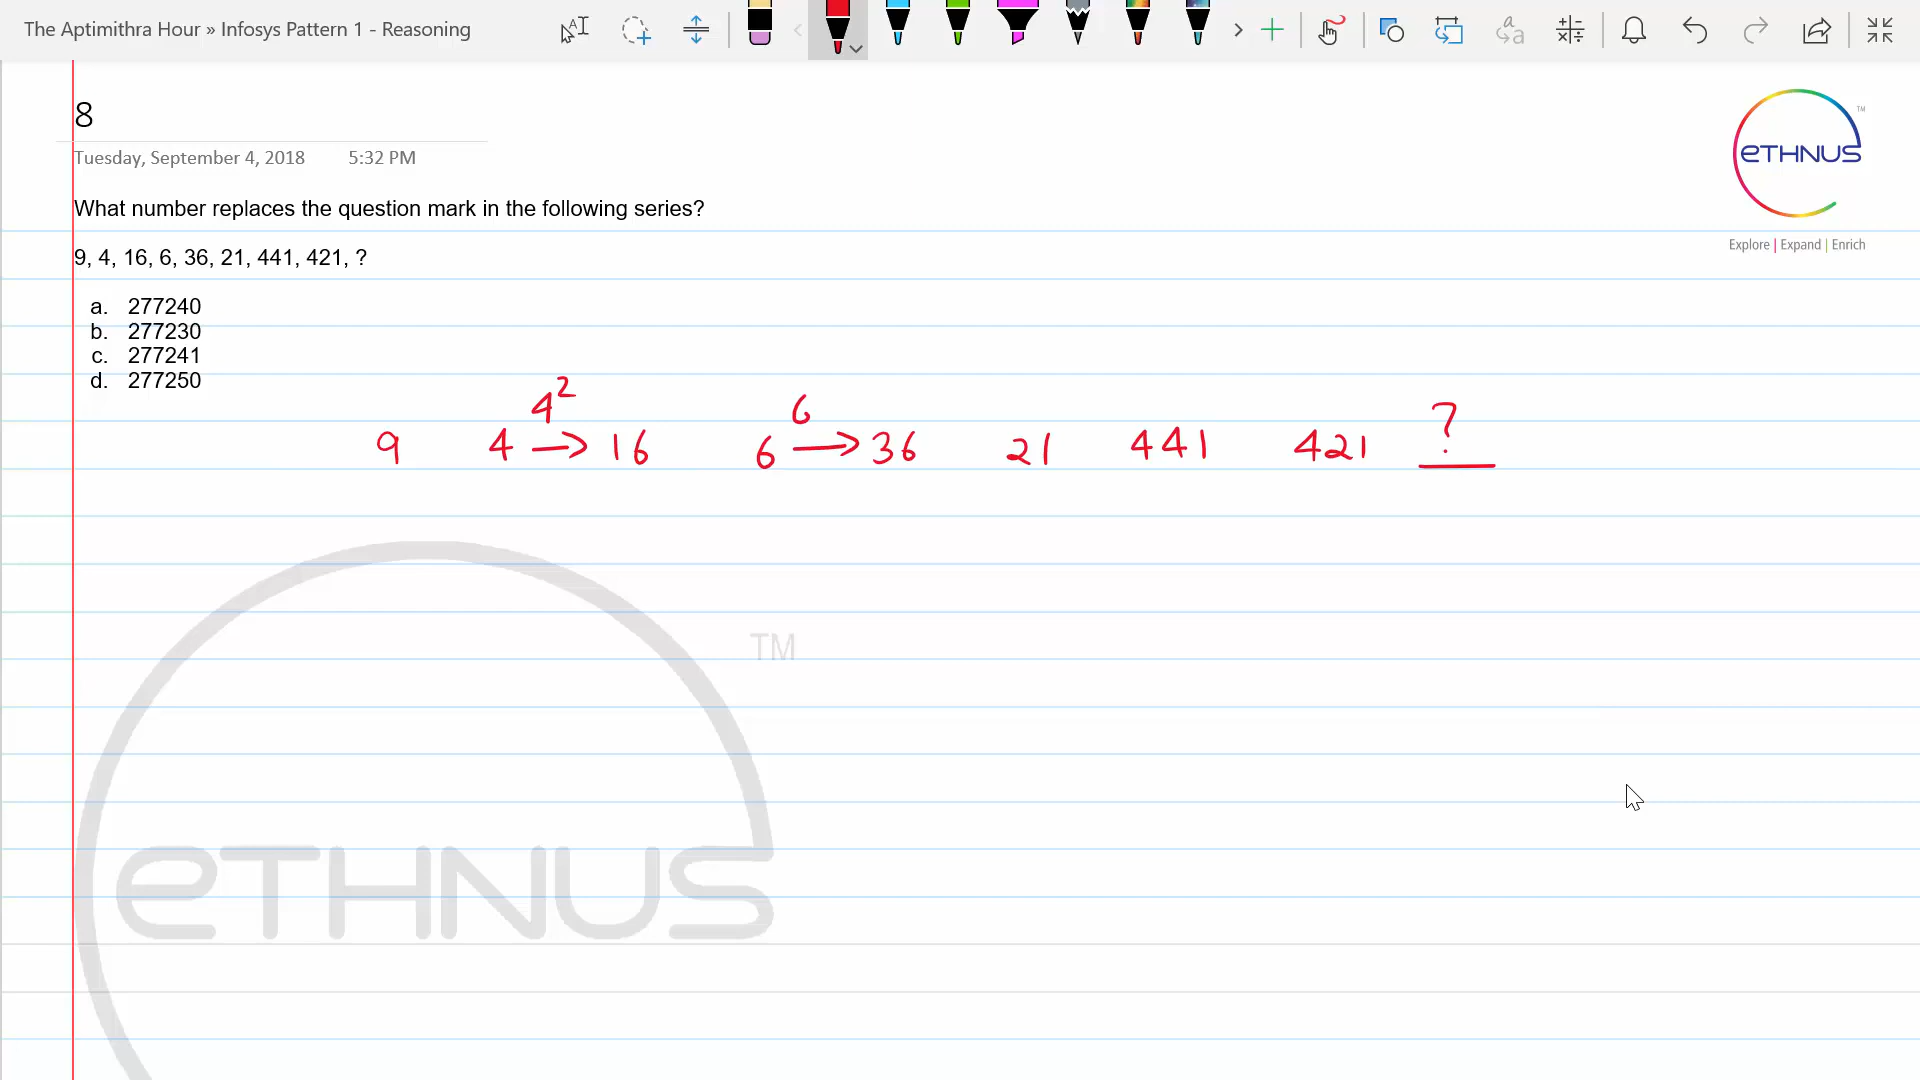 The Aptimithra Hour » Infosys Pattern 1 - Reasoning
8
Tuesday, September 4, 2018 5:32 PM
ETHNUS
TM
Explore | Expand | Enrich
What number replaces the question mark in the following series?
9, 4, 16, 6, 36, 21, 441, 421, ?
a. 277240
b. 277230
c. 277241
d. 277250
4² 6 ?
9 4 → 16 6 → 36 21 441 421
TM
eTHNUS